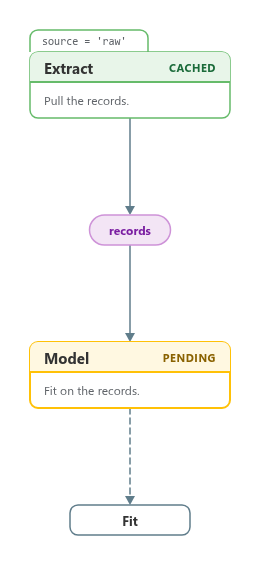 source = 'raw'
Extract CACHED
Pull the records.
records
Model PENDING
Fit on the records.
Fit